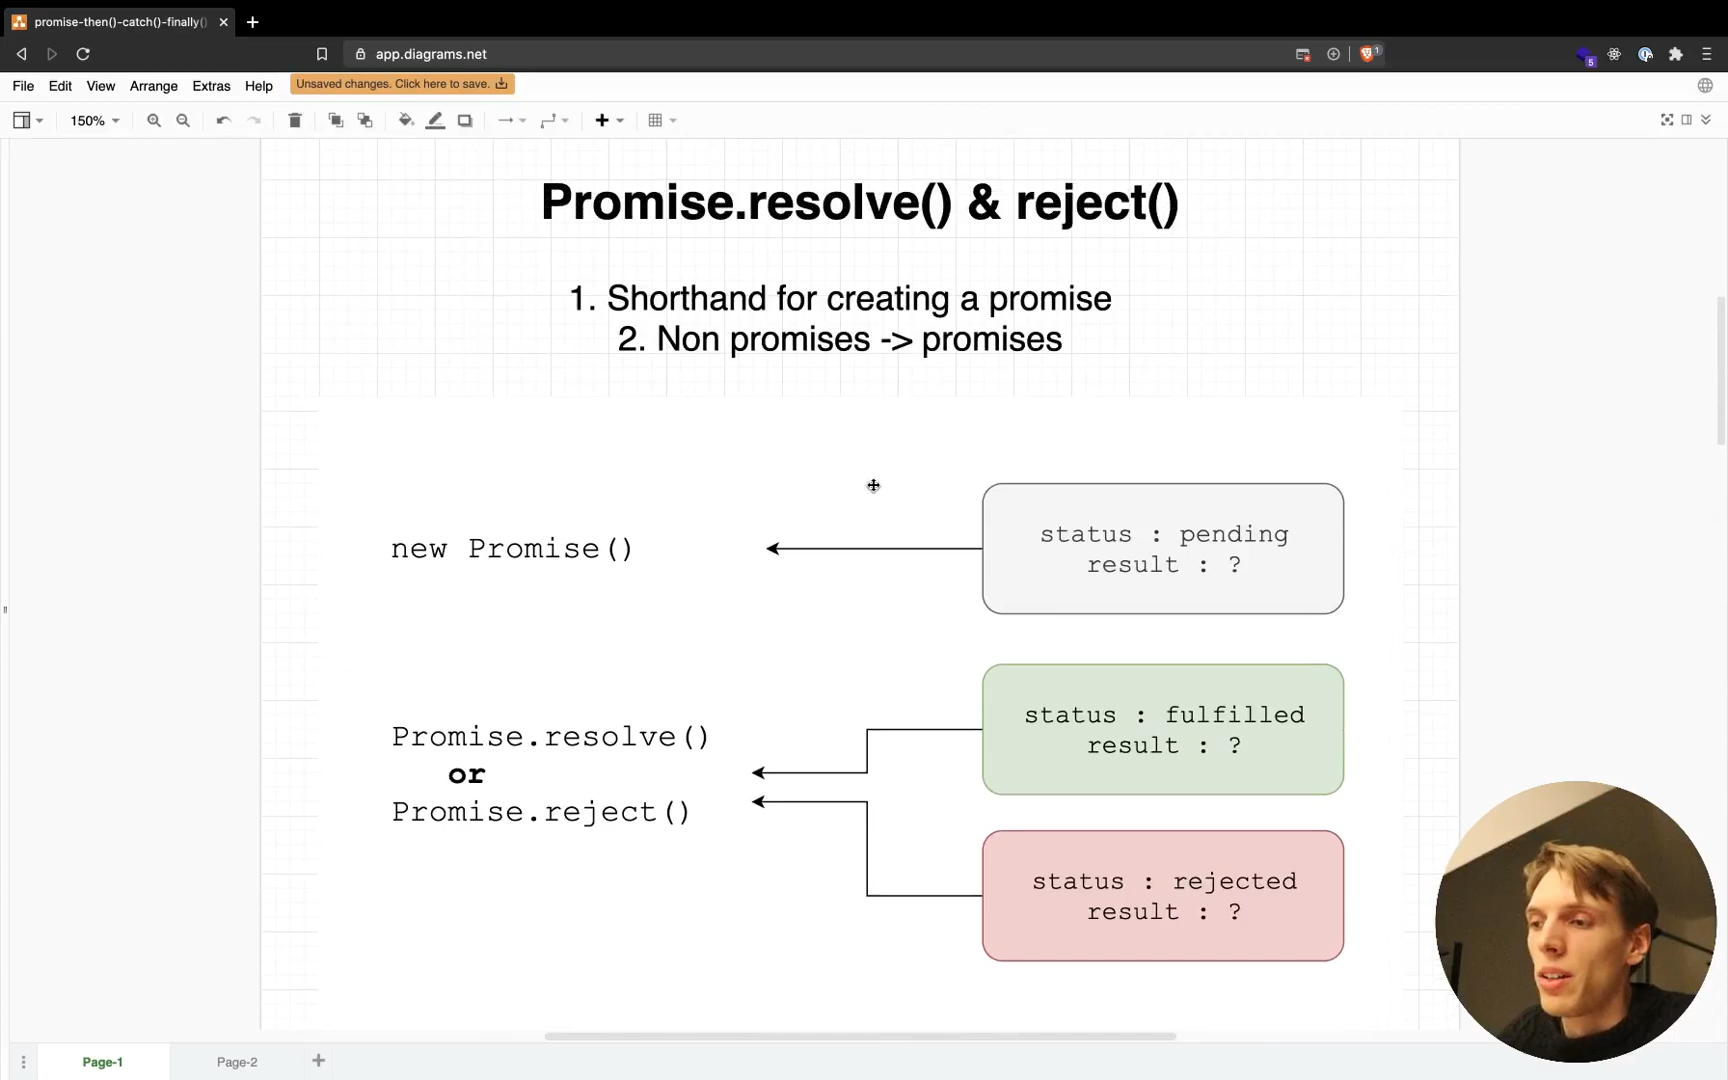 promise-then()-catch()-finally()
app.diagrams.net
1
5
File Edit View Arrange Extras Help Unsaved changes. Click here to save.
150%
Promise.resolve() & reject()
1. Shorthand for creating a promise
2. Non promises -> promises
new Promise()
status : pending
result : ?
Promise.resolve()
or
Promise.reject()
status : fulfilled
result : ?
status : rejected
result : ?
Page-1 Page-2